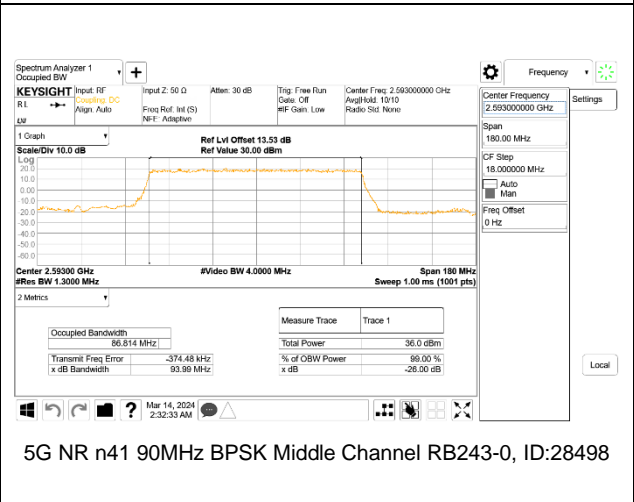 Spectrum Analyzer 1
Occupied BW
Frequency
KEYSIGHT
Input: RF
Coupling: DC
Align: Auto
Input Z: 50 Ω
Freq Ref: Int (S)
NFE: Adaptive
Atten: 30 dB
Trig: Free Run
Gate: Off
#IF Gain: Low
Center Freq: 2.593000000 GHz
Avg|Hold: 10/10
Radio Std: None
RL
Center Frequency
2.593000000 GHz
Settings
Span
180.00 MHz
CF Step
18.000000 MHz
Auto
Man
Freq Offset
0 Hz
1 Graph
Scale/Div 10.0 dB
Ref Lvl Offset 13.53 dB
Ref Value 30.00 dBm
Log
20.0
10.0
0.00
-10.0
-20.0
-30.0
-40.0
-50.0
-60.0
Center 2.59300 GHz
#Res BW 1.3000 MHz
#Video BW 4.0000 MHz
Span 180 MHz
Sweep 1.00 ms (1001 pts)
2 Metrics
Occupied Bandwidth
86.814 MHz
Transmit Freq Error -374.48 kHz
x dB Bandwidth 93.99 MHz
Measure Trace Trace 1
Total Power 36.0 dBm
% of OBW Power 99.00 %
x dB -26.00 dB
Local
Mar 14, 2024
2:32:33 AM
5G NR n41 90MHz BPSK Middle Channel RB243-0, ID:28498